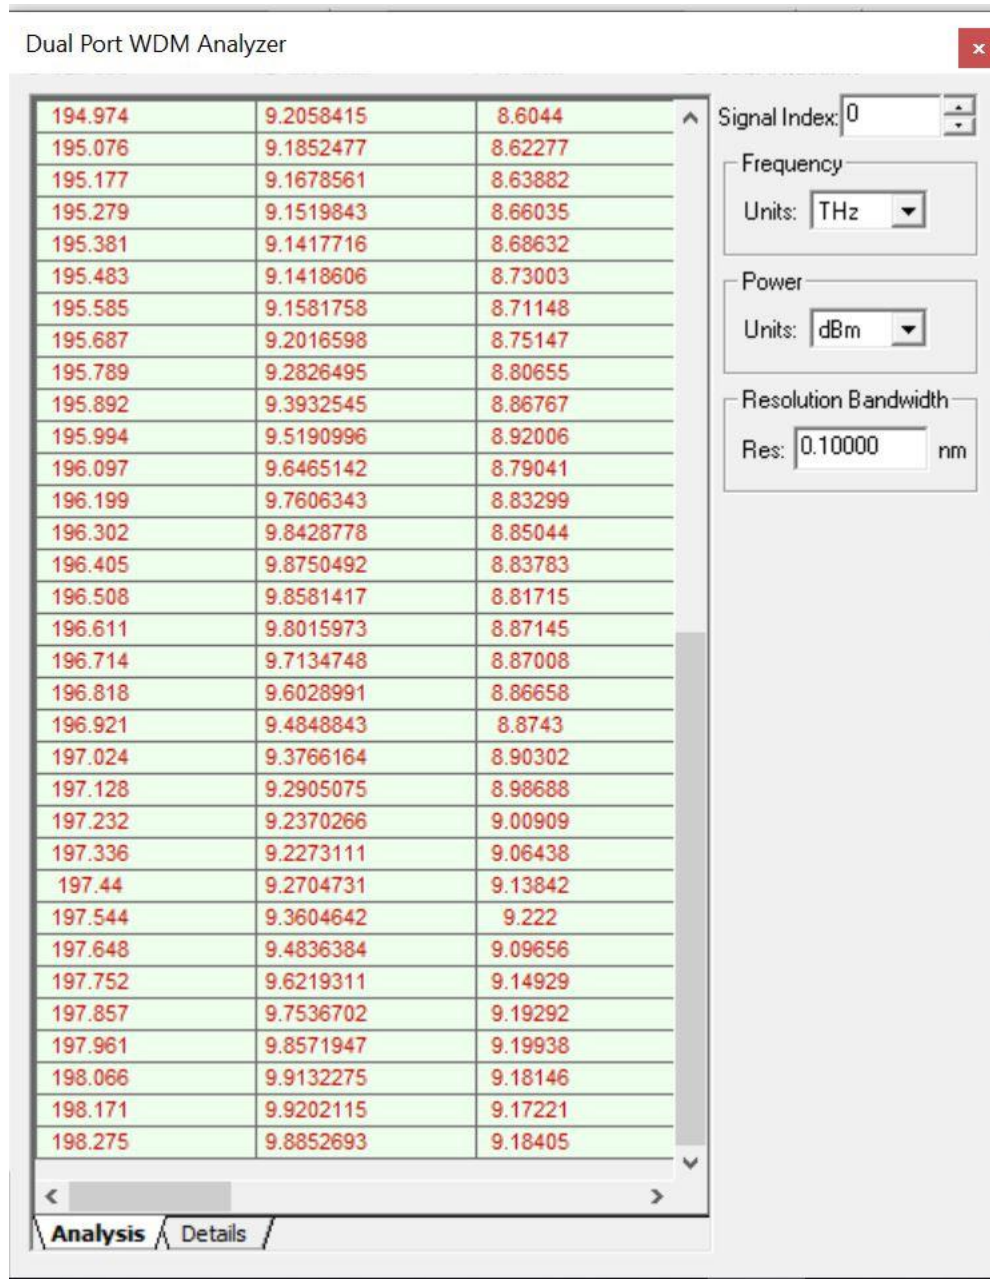 Dual Port WDM Analyzer
x
194.974 9.2058415 8.6044
195.076 9.1852477 8.62277
195.177 9.1678561 8.63882
195.279 9.1519843 8.66035
195.381 9.1417716 8.68632
195.483 9.1418606 8.73003
195.585 9.1581758 8.71148
195.687 9.2016598 8.75147
195.789 9.2826495 8.80655
195.892 9.3932545 8.86767
195.994 9.5190996 8.92006
196.097 9.6465142 8.79041
196.199 9.7606343 8.83299
196.302 9.8428778 8.85044
196.405 9.8750492 8.83783
196.508 9.8581417 8.81715
196.611 9.8015973 8.87145
196.714 9.7134748 8.87008
196.818 9.6028991 8.86658
196.921 9.4848843 8.8743
197.024 9.3766164 8.90302
197.128 9.2905075 8.98688
197.232 9.2370266 9.00909
197.336 9.2273111 9.06438
197.44 9.2704731 9.13842
197.544 9.3604642 9.222
197.648 9.4836384 9.09656
197.752 9.6219311 9.14929
197.857 9.7536702 9.19292
197.961 9.8571947 9.19938
198.066 9.9132275 9.18146
198.171 9.9202115 9.17221
198.275 9.8852693 9.18405
Analysis Details
Signal Index: 0
Frequency
Units: THz
Power
Units: dBm
Resolution Bandwidth
Res: 0.10000 nm